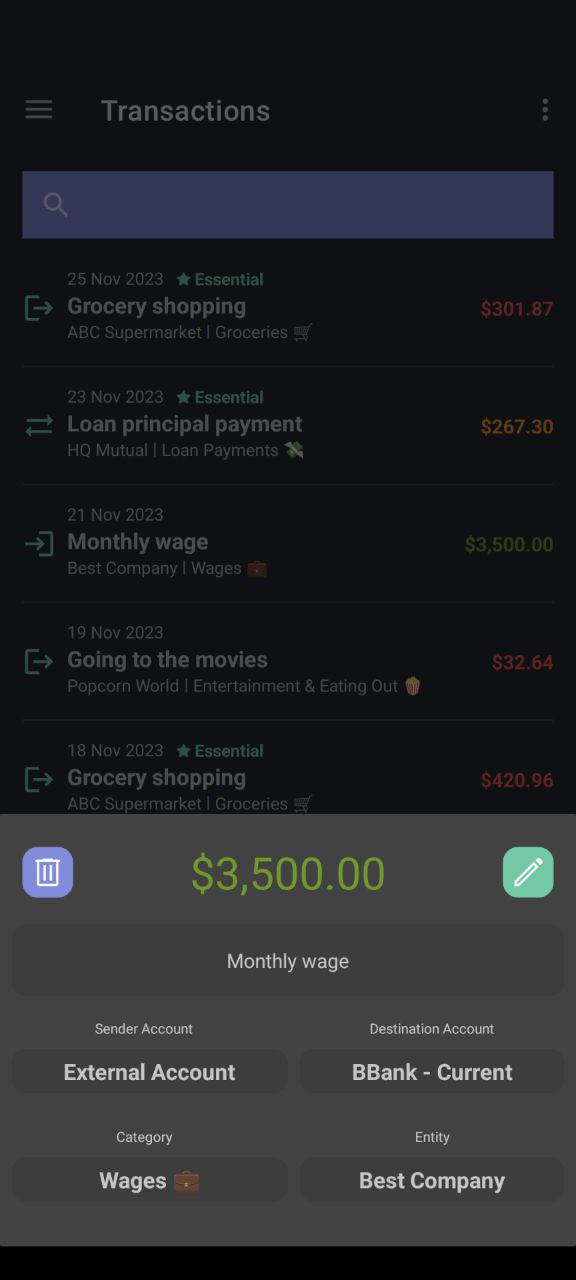 Transactions
25 Nov 2023 Essential
Grocery shopping
$301.87
ABC Supermarket | Groceries
23 Nov 2023 Essential
Loan principal payment
$267.30
HQ Mutual | Loan Payments
21 Nov 2023
Monthly wage
$3,500.00
Best Company | Wages
19 Nov 2023
Going to the movies
$32.64
Popcorn World | Entertainment & Eating Out
18 Nov 2023 Essential
Grocery shopping
$420.96
ABC Supermarket | Groceries
$3,500.00
Monthly wage
Sender Account Destination Account
External Account BBank - Current
Category Entity
Wages Best Company